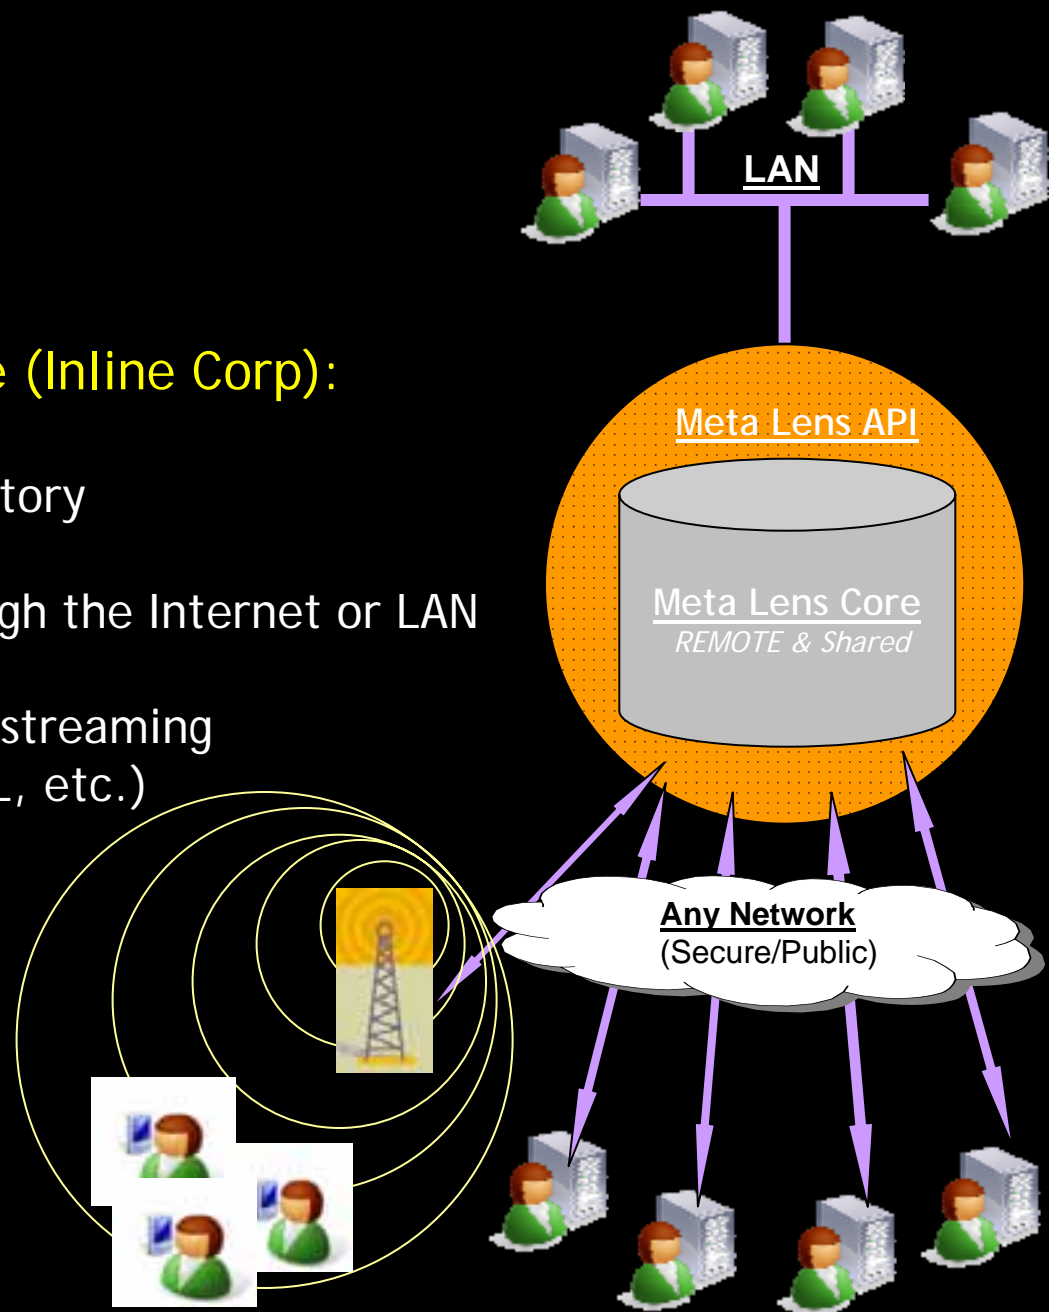 LAN
e (Inline Corp):
tory
gh the Internet or LAN
streaming
L, etc.)
Meta Lens API
Meta Lens Core
REMOTE & Shared
Any Network
(Secure/Public)